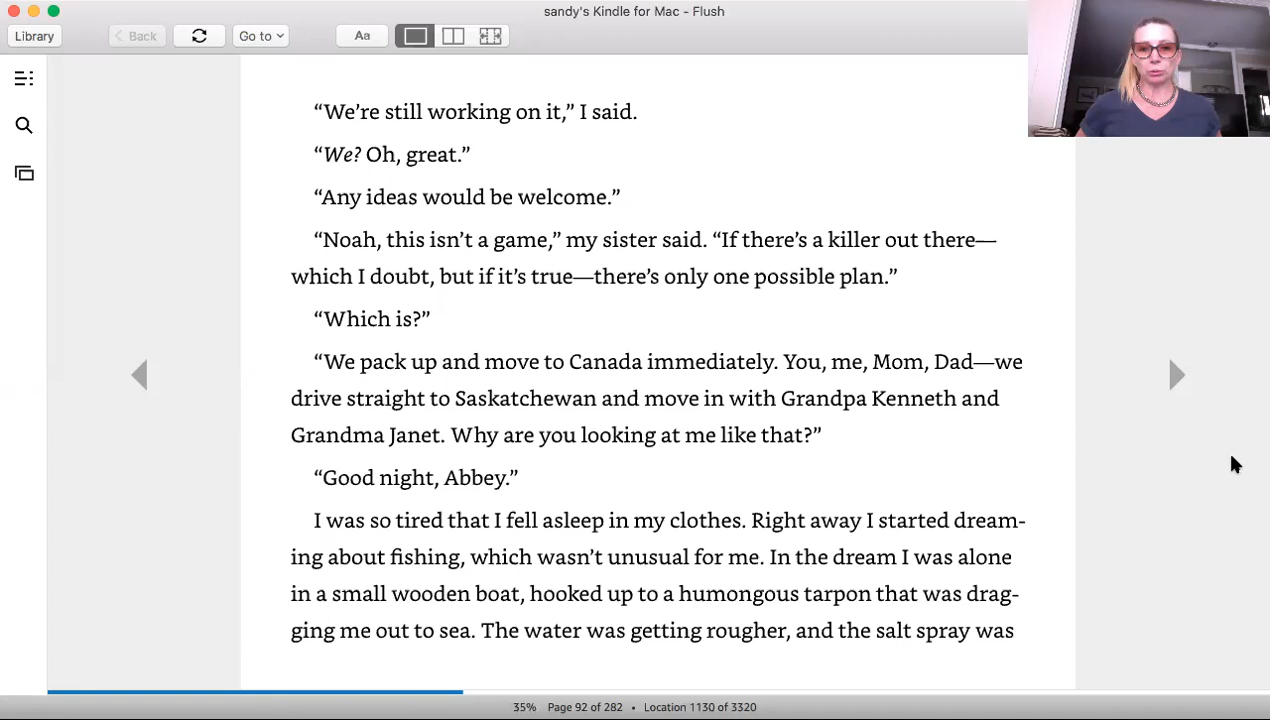 sandy's Kindle for Mac - Flush
Library
Back
Go to
Aa
“We’re still working on it,” I said.
“We? Oh, great.”
“Any ideas would be welcome.”
“Noah, this isn’t a game,” my sister said. “If there’s a killer out there—
which I doubt, but if it’s true—there’s only one possible plan.”
“Which is?”
“We pack up and move to Canada immediately. You, me, Mom, Dad—we
drive straight to Saskatchewan and move in with Grandpa Kenneth and
Grandma Janet. Why are you looking at me like that?”
“Good night, Abbey.”
I was so tired that I fell asleep in my clothes. Right away I started dream-
ing about fishing, which wasn’t unusual for me. In the dream I was alone
in a small wooden boat, hooked up to a humongous tarpon that was drag-
ging me out to sea. The water was getting rougher, and the salt spray was
35% Page 92 of 282 • Location 1130 of 3320